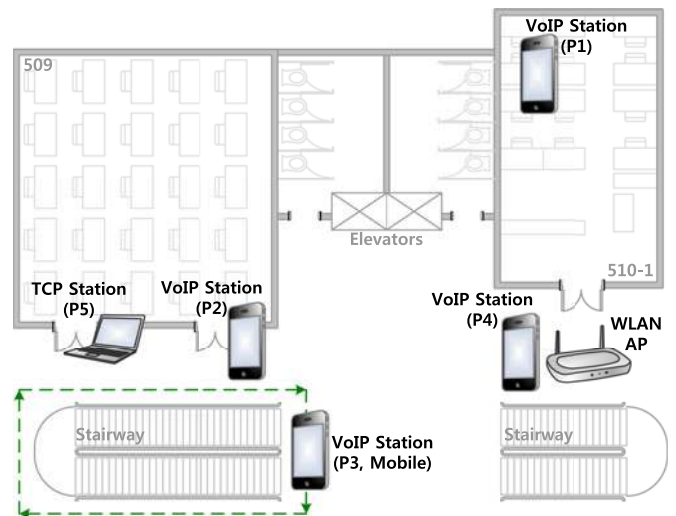 VoIP Station
(P1)
509
Elevators
510-1
TCP Station
(P5)
VoIP Station
(P2)
VoIP Station
(P4)
WLAN
AP
Stairway
VoIP Station
(P3, Mobile)
Stairway